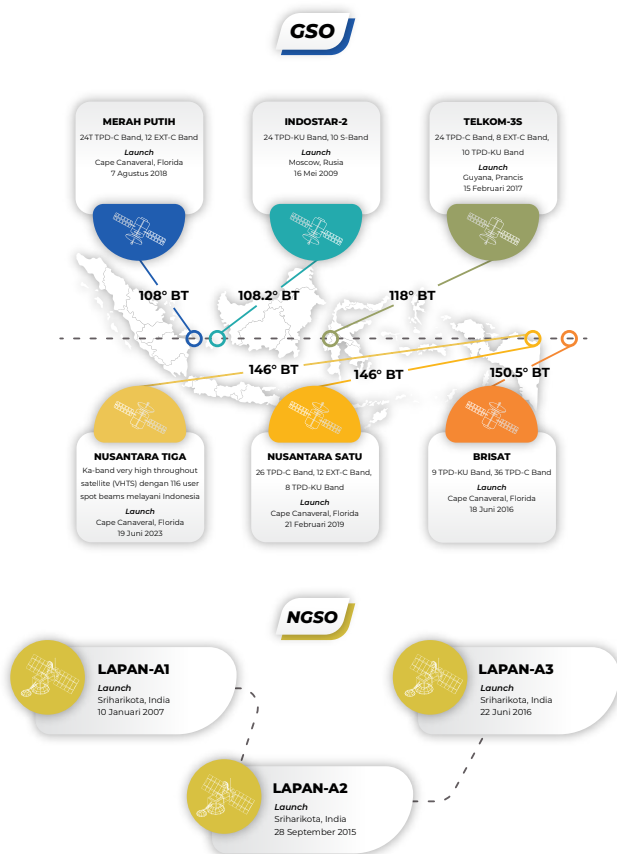 GSO
MERAH PUTIH
24T TPD-C Band, 12 EXT-C Band
Launch
Cape Canaveral, Florida
7 Agustus 2018
INDOSTAR-2
24 TPD-KU Band, 10 S-Band
Launch
Moscow, Rusia
16 Mei 2009
TELKOM-3S
24 TPD-C Band, 8 EXT-C Band,
10 TPD-KU Band
Launch
Guyana, Prancis
15 Februari 2017
108° BT
108.2° BT
118° BT
146° BT
146° BT
150.5° BT
NUSANTARA TIGA
Ka-band very high throughout
satellite (VHTS) dengan 116 user
spot beams melayani Indonesia
Launch
Cape Canaveral, Florida
19 Juni 2023
NUSANTARA SATU
26 TPD-C Band, 12 EXT-C Band,
8 TPD-KU Band
Launch
Cape Canaveral, Florida
21 Februari 2019
BRISAT
9 TPD-KU Band, 36 TPD-C Band
Launch
Cape Canaveral, Florida
18 Juni 2016
NGSO
LAPAN-A1
Launch
Sriharikota, India
10 Januari 2007
LAPAN-A3
Launch
Sriharikota, India
22 Juni 2016
LAPAN-A2
Launch
Sriharikota, India
28 September 2015